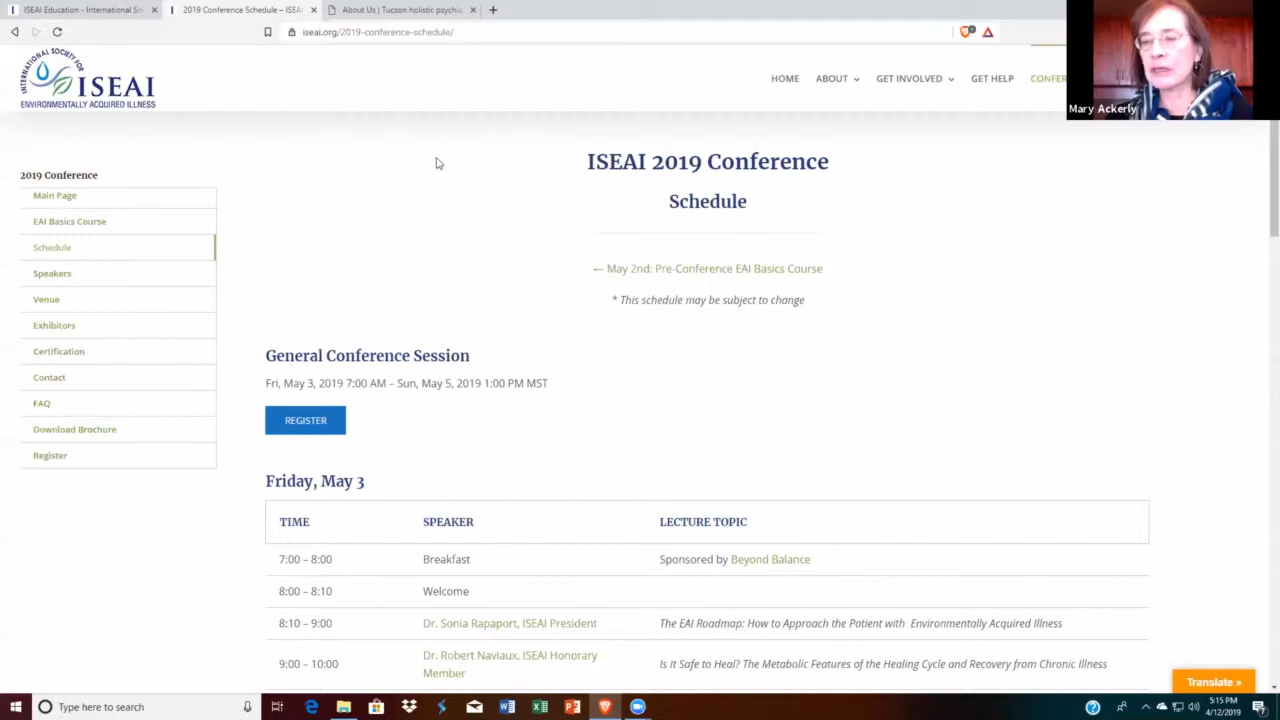 ISEAI Education - International So
2019 Conference Schedule – ISEA
About Us | Tucson holistic psychia
iseai.org/2019-conference-schedule/
INTERNATIONAL SOCIETY FOR
ISEAI
ENVIRONMENTALLY ACQUIRED ILLNESS
HOME
ABOUT
GET INVOLVED
GET HELP
CONFER
Mary Ackerly
2019 Conference
Main Page
EAI Basics Course
Schedule
Speakers
Venue
Exhibitors
Certification
Contact
FAQ
Download Brochure
Register
ISEAI 2019 Conference
Schedule
← May 2nd: Pre-Conference EAI Basics Course
* This schedule may be subject to change
General Conference Session
Fri, May 3, 2019 7:00 AM – Sun, May 5, 2019 1:00 PM MST
REGISTER
Friday, May 3
TIME SPEAKER LECTURE TOPIC
7:00 – 8:00 Breakfast Sponsored by Beyond Balance
8:00 – 8:10 Welcome
8:10 – 9:00 Dr. Sonia Rapaport, ISEAI President The EAI Roadmap: How to Approach the Patient with Environmentally Acquired Illness
9:00 – 10:00 Dr. Robert Naviaux, ISEAI Honorary Member Is It Safe to Heal? The Metabolic Features of the Healing Cycle and Recovery from Chronic Illness
Translate »
Type here to search
5:15 PM
4/12/2019